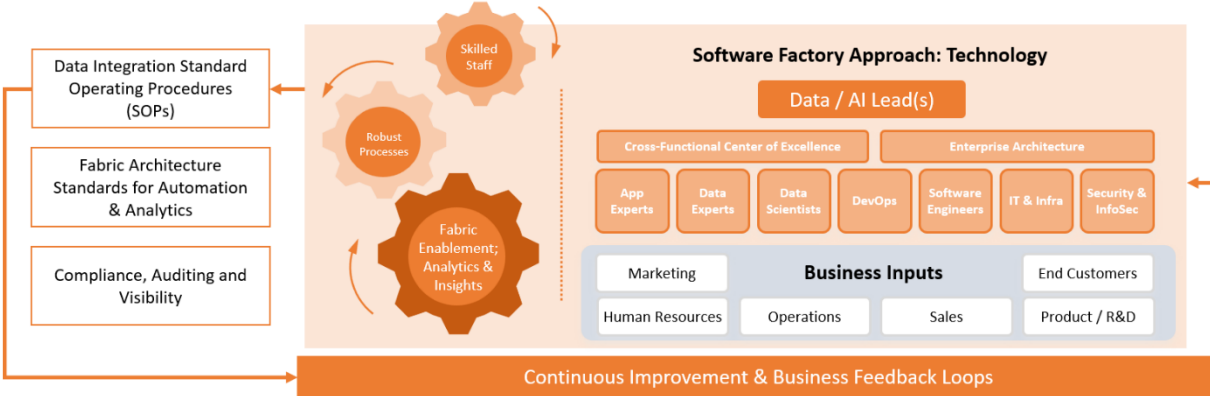 Data Integration Standard
Operating Procedures
(SOPs)
Fabric Architecture
Standards for Automation
& Analytics
Compliance, Auditing and
Visibility
Skilled
Staff
Robust
Processes
Fabric
Enablement;
Analytics &
Insights
Software Factory Approach: Technology
Data / AI Lead(s)
Cross-Functional Center of Excellence
Enterprise Architecture
App
Experts
Data
Experts
Data
Scientists
DevOps
Software
Engineers
IT & Infra
Security &
InfoSec
Marketing
Business Inputs
End Customers
Human Resources
Operations
Sales
Product / R&D
Continuous Improvement & Business Feedback Loops